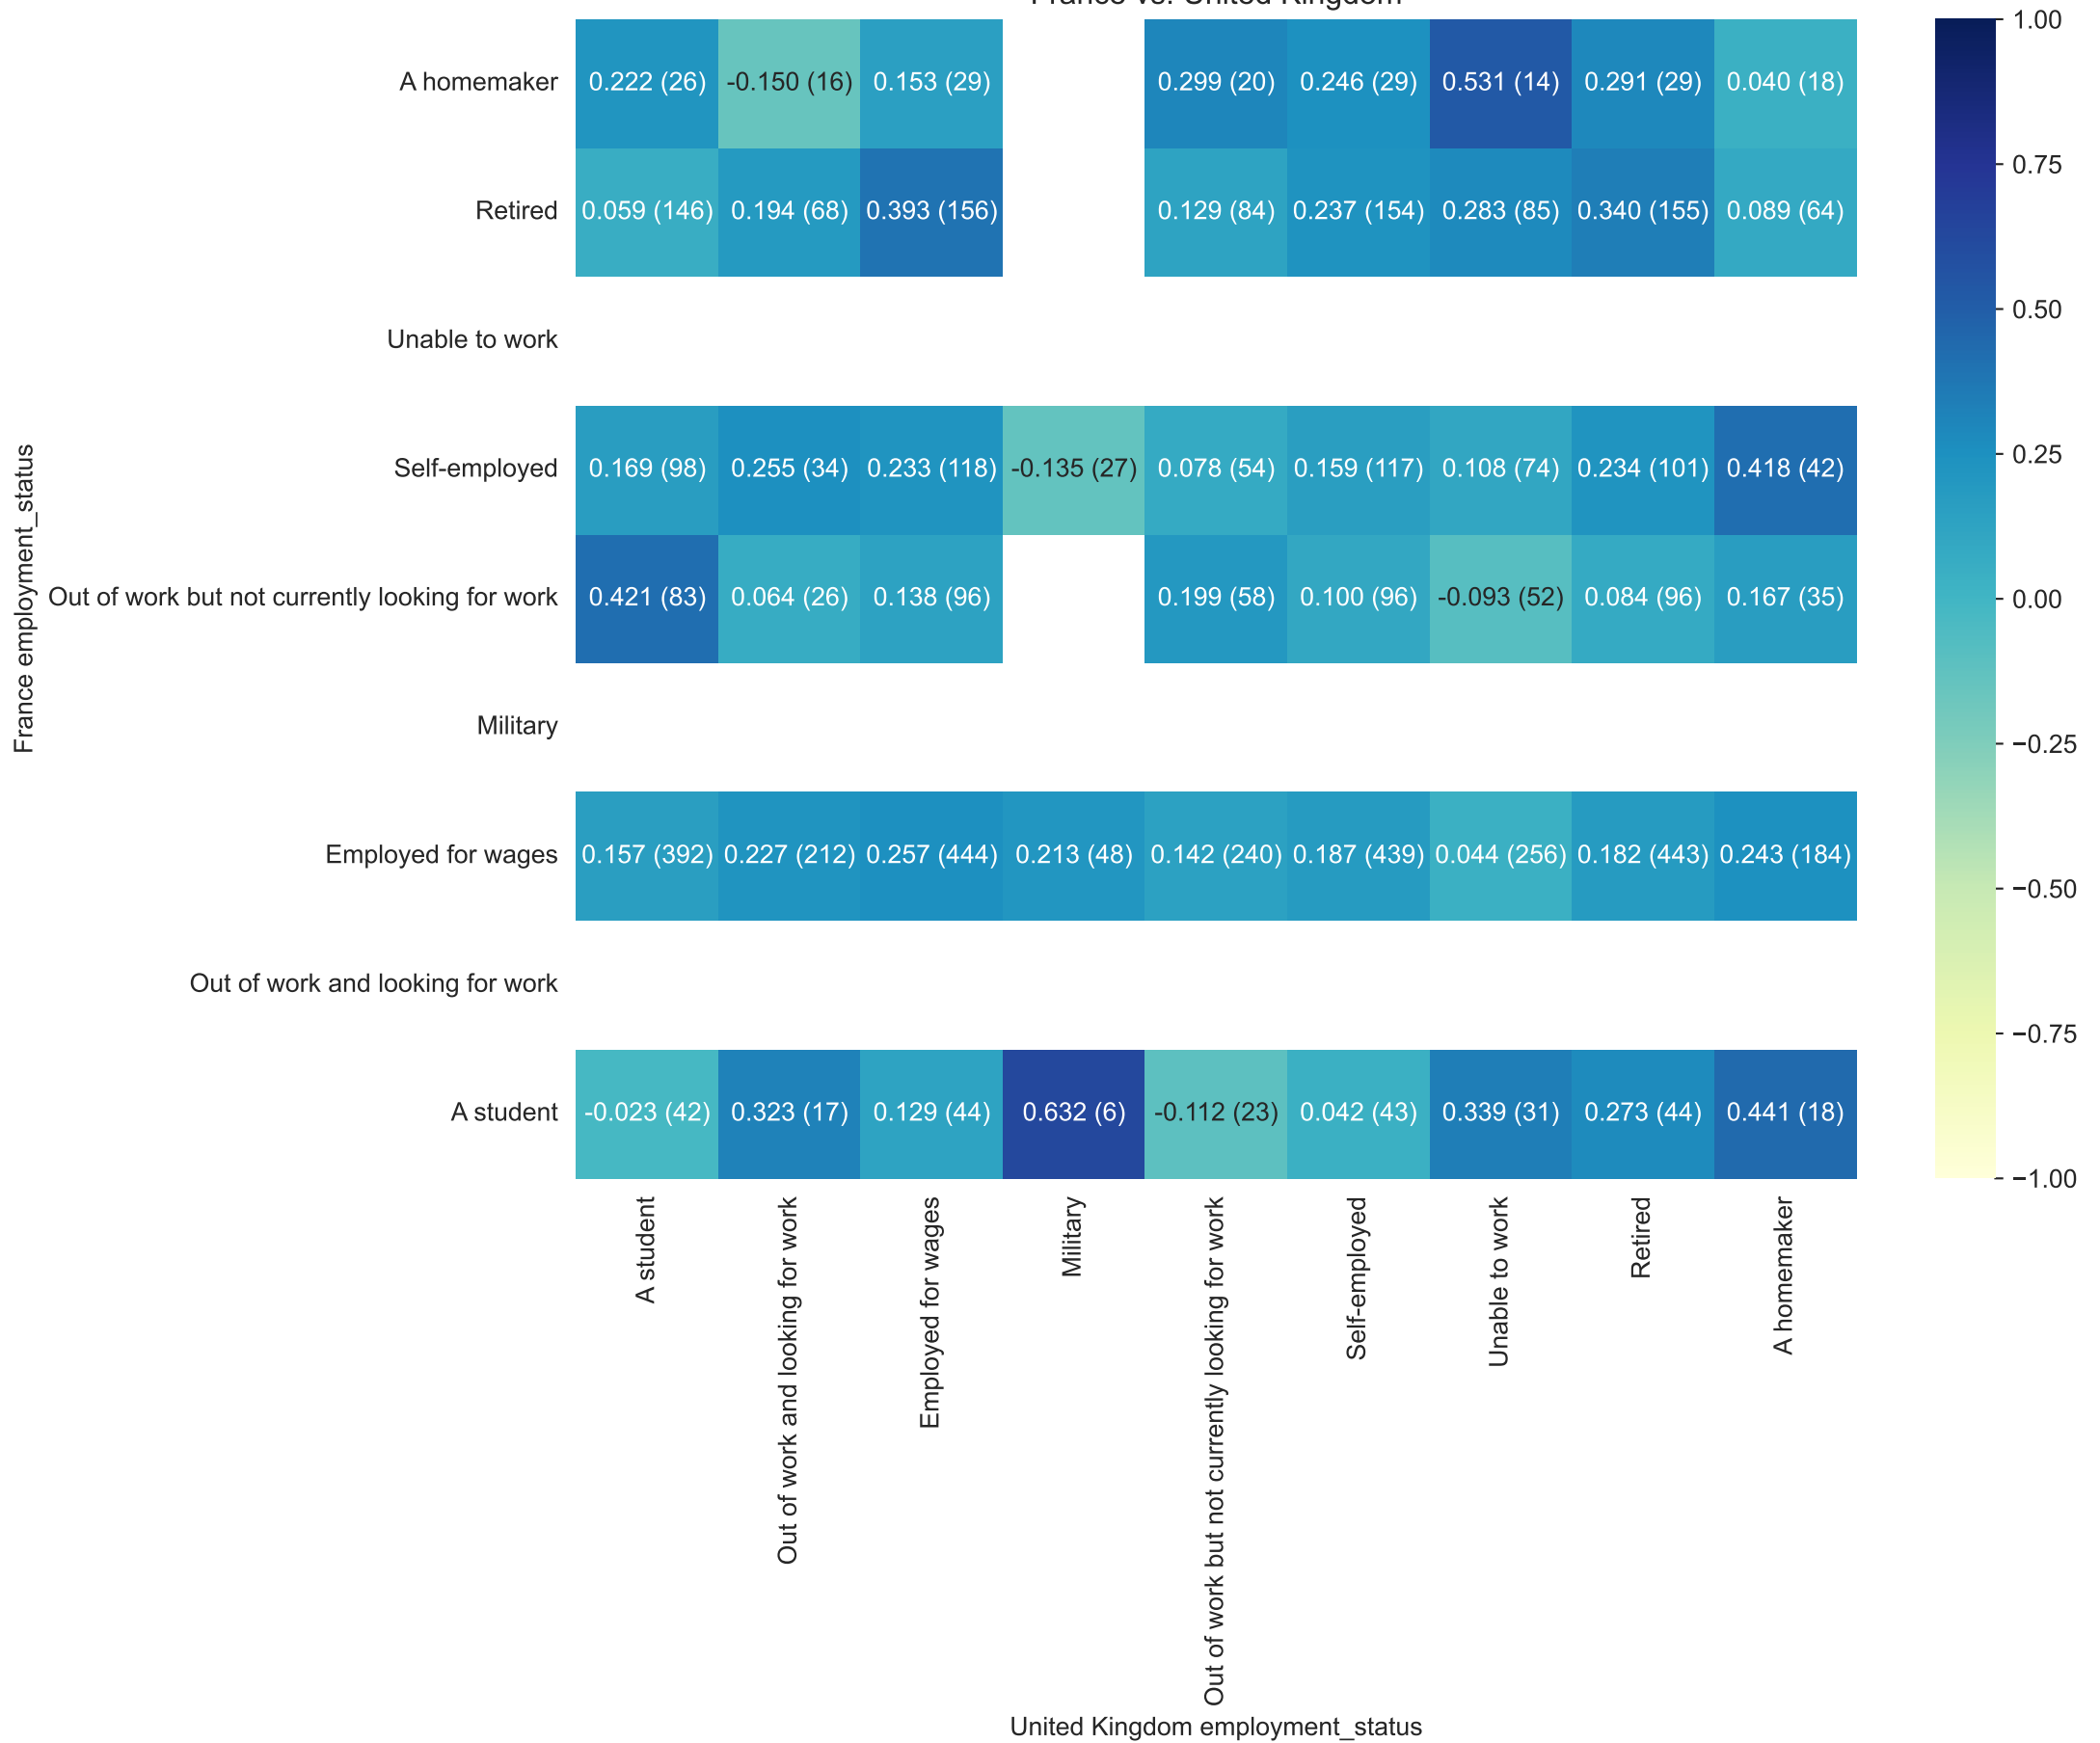 France vs. United Kingdom
1.00
A homemaker 0.222 (26) -0.150 (16) 0.153 (29) 0.299 (20) 0.246 (29) 0.531 (14) 0.291 (29) 0.040 (18)
0.75
Retired 0.059 (146) 0.194 (68) 0.393 (156) 0.129 (84) 0.237 (154) 0.283 (85) 0.340 (155) 0.089 (64)
0.50
Unable to work
0.25
Self-employed 0.169 (98) 0.255 (34) 0.233 (118) -0.135 (27) 0.078 (54) 0.159 (117) 0.108 (74) 0.234 (101) 0.418 (42)
France employment_status
Out of work but not currently looking for work 0.421 (83) 0.064 (26) 0.138 (96) 0.199 (58) 0.100 (96) -0.093 (52) 0.084 (96) 0.167 (35)
0.00
Military
−0.25
Employed for wages 0.157 (392) 0.227 (212) 0.257 (444) 0.213 (48) 0.142 (240) 0.187 (439) 0.044 (256) 0.182 (443) 0.243 (184)
−0.50
Out of work and looking for work
−0.75
A student -0.023 (42) 0.323 (17) 0.129 (44) 0.632 (6) -0.112 (23) 0.042 (43) 0.339 (31) 0.273 (44) 0.441 (18)
−1.00
A student
Out of work and looking for work
Employed for wages
Military
Out of work but not currently looking for work
Self-employed
Unable to work
Retired
A homemaker
United Kingdom employment_status